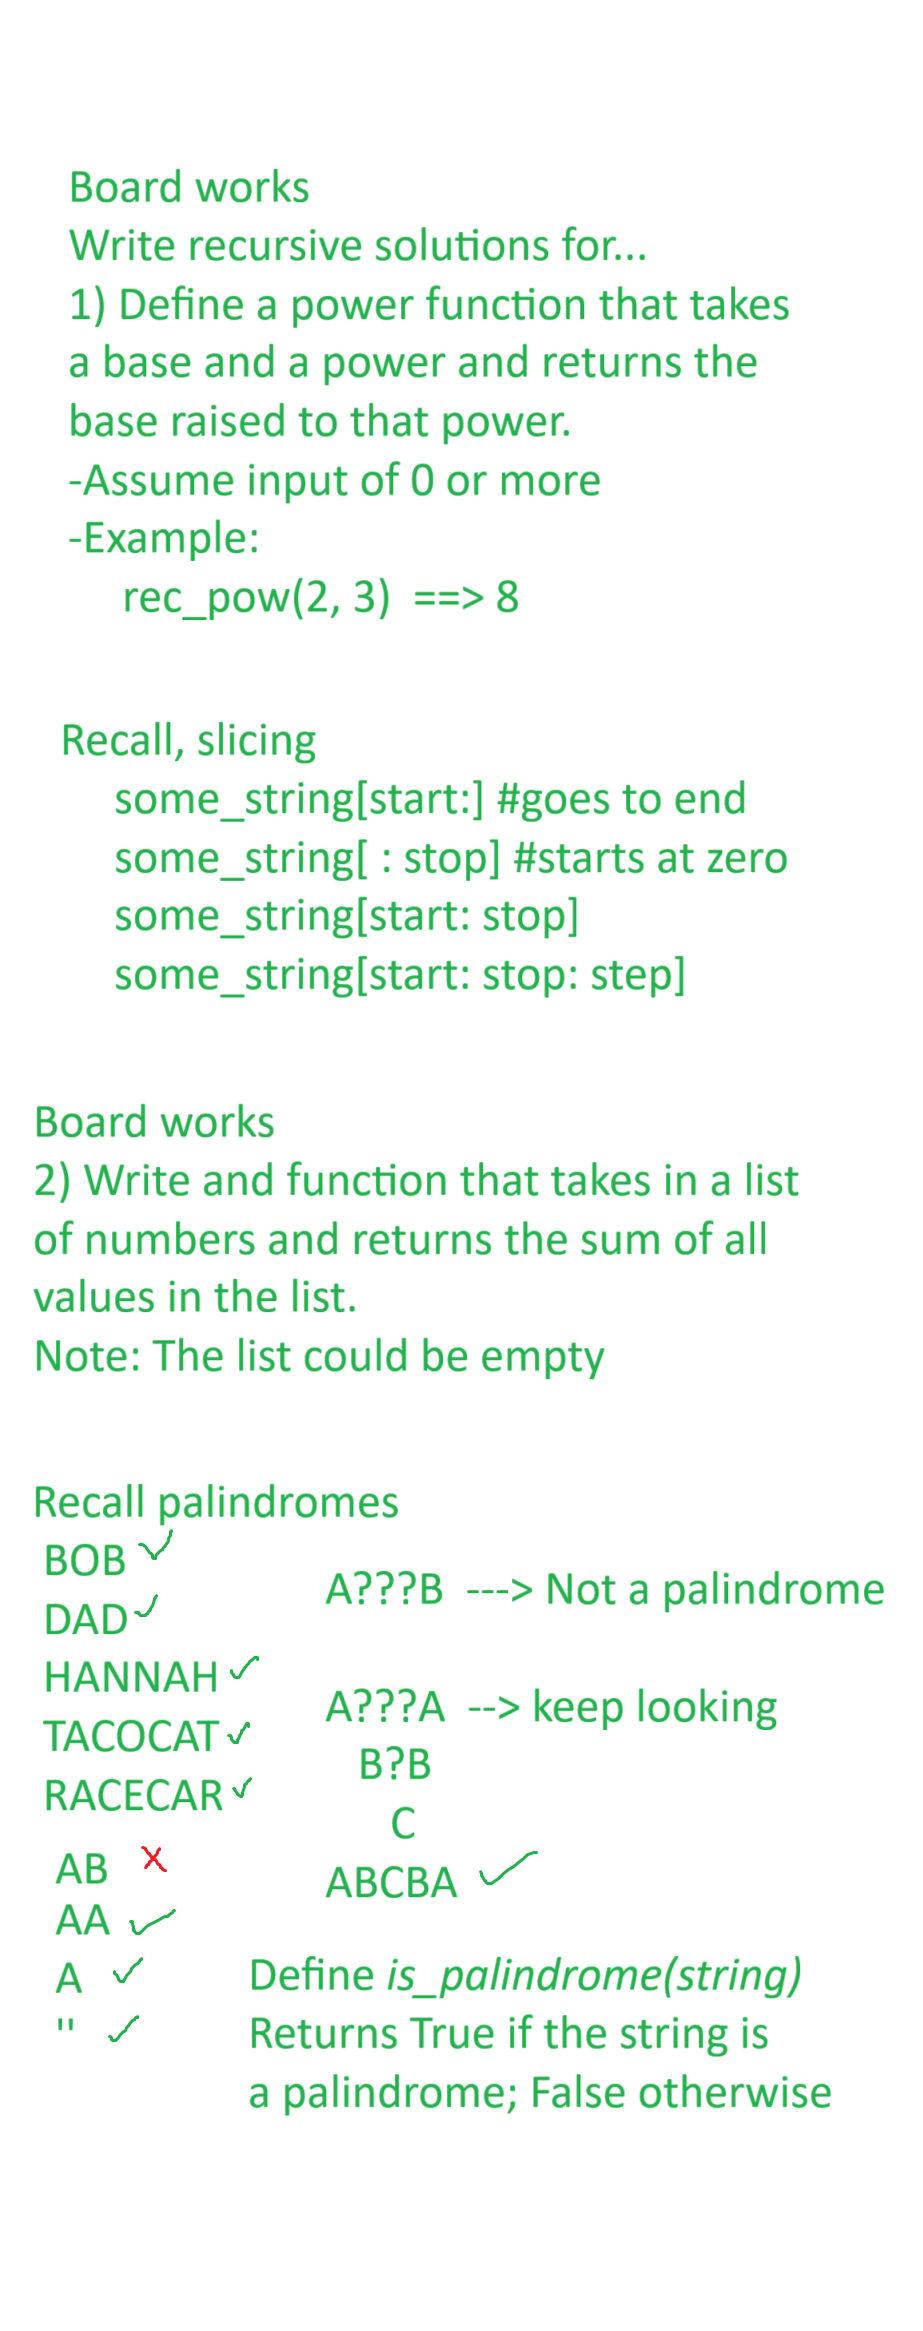 Board works
Write recursive solutions for...
1) Define a power function that takes
a base and a power and returns the
base raised to that power.
-Assume input of 0 or more
-Example:
rec_pow(2, 3)  ==> 8
Recall, slicing
some_string[start:] #goes to end
some_string[ : stop] #starts at zero
some_string[start: stop]
some_string[start: stop: step]
Board works
2) Write and function that takes in a list
of numbers and returns the sum of all
values in the list.
Note: The list could be empty
Recall palindromes
BOB ✓
DAD ✓
HANNAH ✓
TACOCAT ✓
RACECAR ✓
AB X
AA ✓
A ✓
" ✓
A???B  ---> Not a palindrome
A???A  --> keep looking
B?B
C
ABCBA ✓
Define is_palindrome(string)
Returns True if the string is
a palindrome; False otherwise